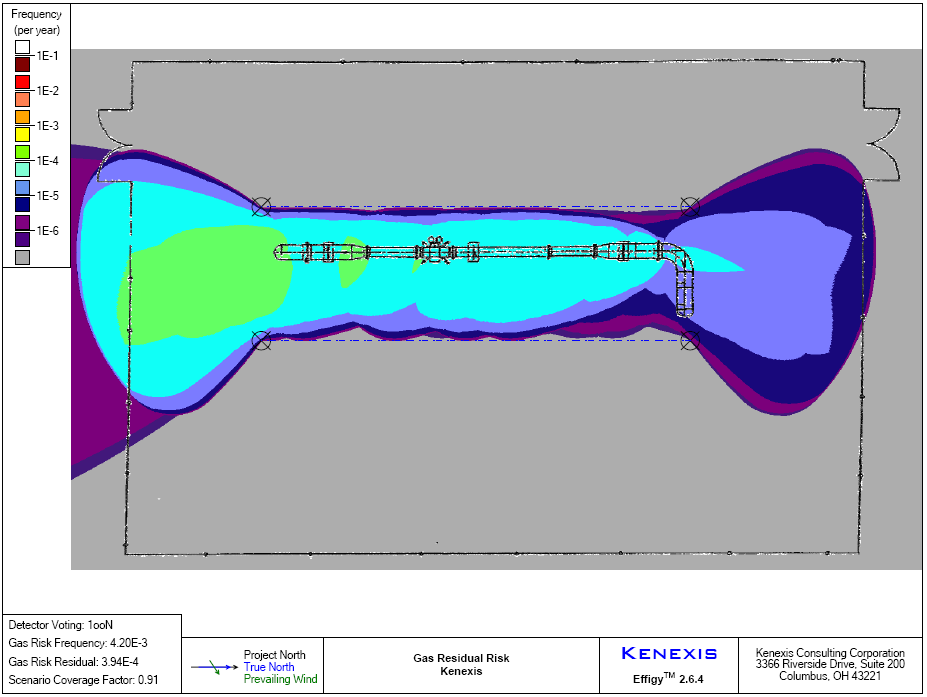 Frequency
(per year)
1E-1
1E-2
1E-3
1E-4
1E-5
1E-6
Detector Voting: 1ooN
Gas Risk Frequency: 4.20E-3
Gas Risk Residual: 3.94E-4
Scenario Coverage Factor: 0.91
Project North
True North
Prevailing Wind
Gas Residual Risk
Kenexis
KENEXIS
Effigy™ 2.6.4
Kenexis Consulting Corporation
3366 Riverside Drive, Suite 200
Columbus, OH 43221